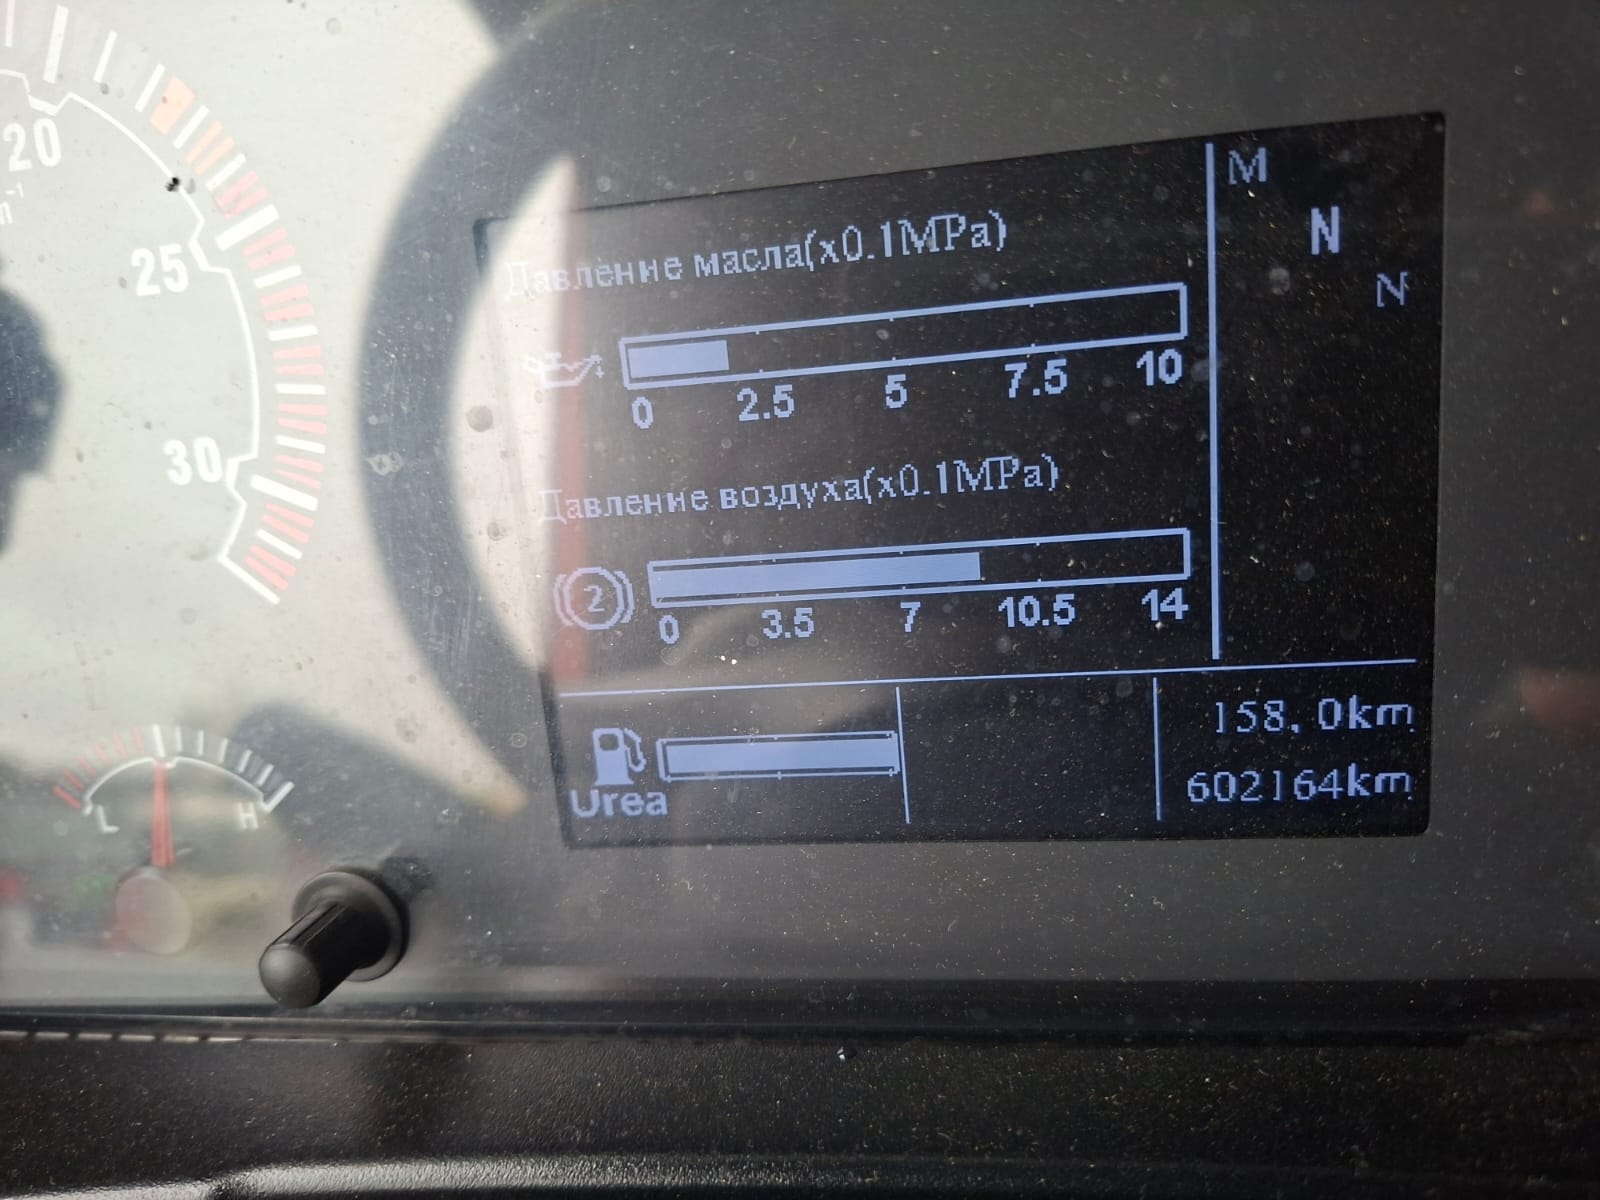 20
25
30
L H
Давление масла(x0.1MPa)
0 2.5 5 7.5 10
Давление воздуха(x0.1MPa)
2
0 3.5 7 10.5 14
M
N
N
Urea
158,0km
602164km